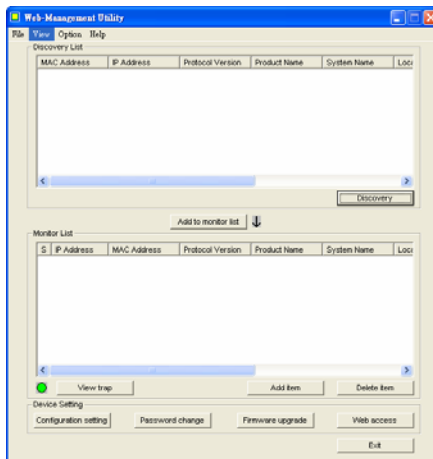 Web-Management Utility
File View Option Help
Discovery List
MAC Address IP Address Protocol Version Product Name System Name Loca
Discovery
Add to monitor list
Monitor List
S IP Address MAC Address Protocol Version Product Name System Name Loca
View trap Add item Delete item
Device Setting
Configuration setting Password change Firmware upgrade Web access
Exit